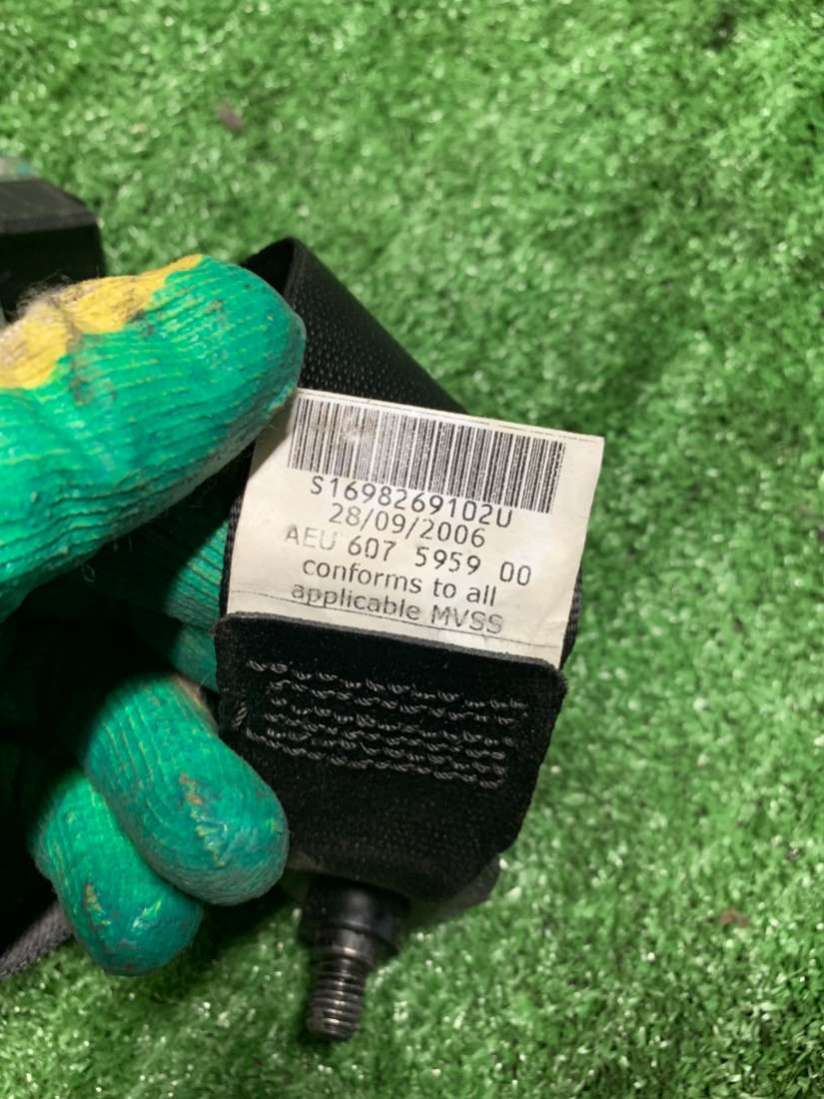 S1698269102U
28/09/2006
AEU 607 5959 00
conforms to all
applicable MVSS